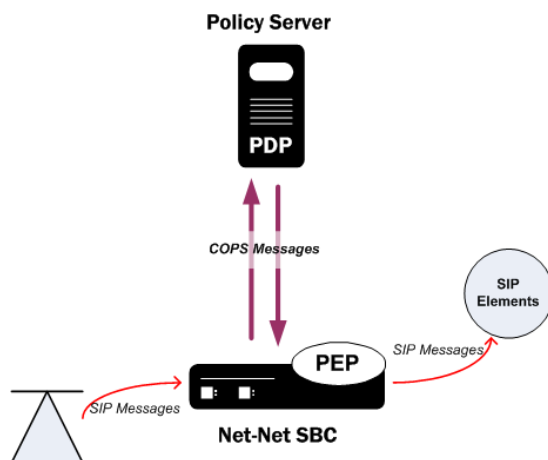 Policy Server
PDP
COPS Messages
SIP
Elements
PEP
SIP Messages
SIP Messages
Net-Net SBC